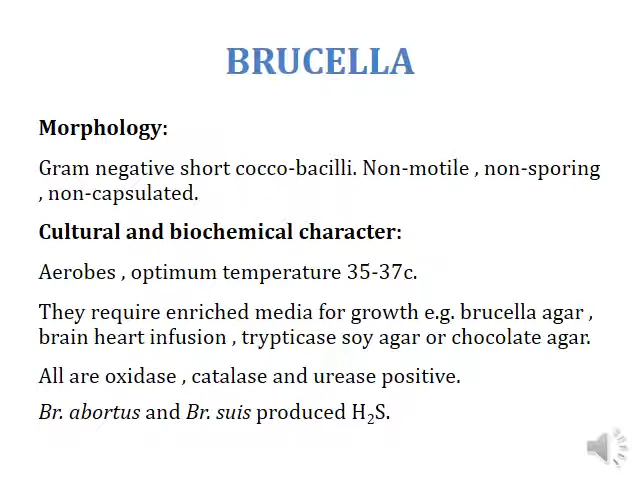 BRUCELLA
Morphology:
Gram negative short cocco-bacilli. Non-motile , non-sporing
, non-capsulated.
Cultural and biochemical character:
Aerobes , optimum temperature 35-37c.
They require enriched media for growth e.g. brucella agar ,
brain heart infusion , trypticase soy agar or chocolate agar.
All are oxidase , catalase and urease positive.
Br. abortus and Br. suis produced H₂S.